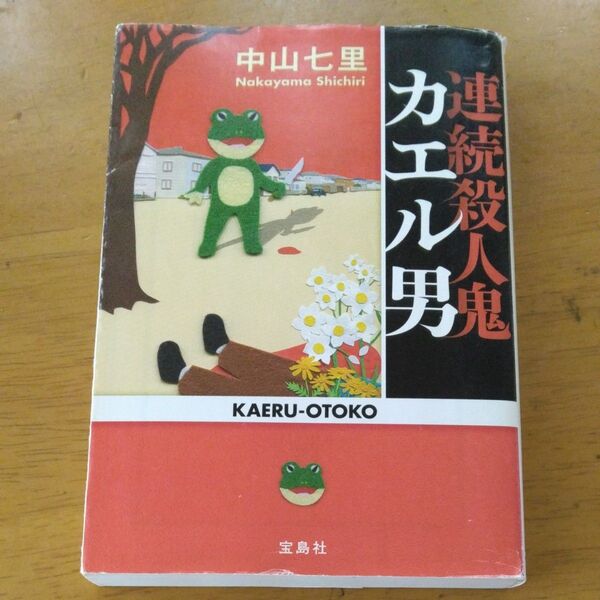 中山七里
Nakayama Shichiri
連続殺人鬼
カエル男
KAERU-OTOKO
宝島社